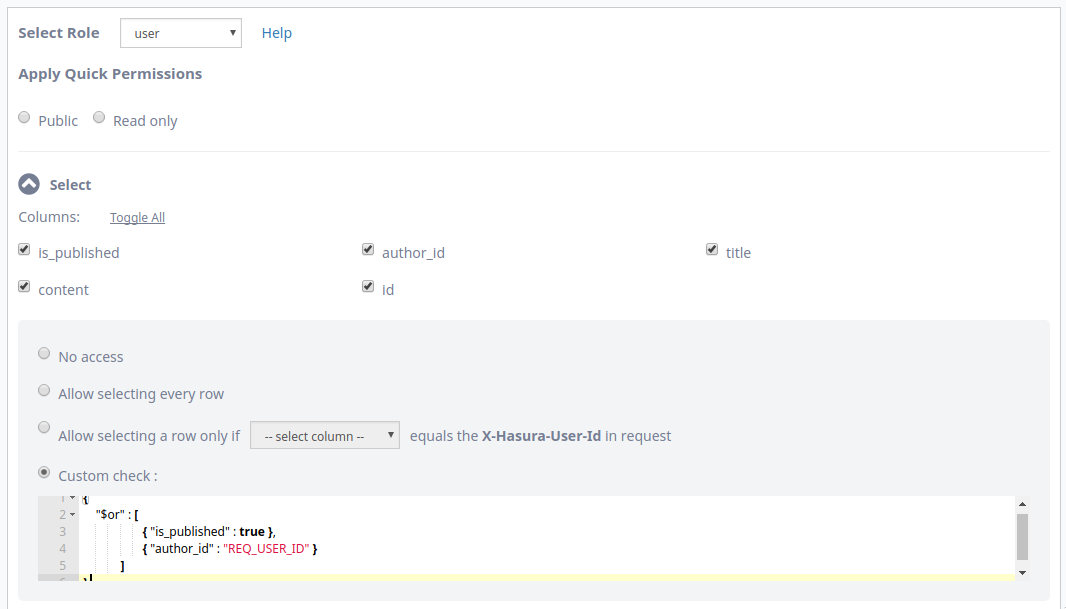 Select Role user Help
Apply Quick Permissions
Public Read only
Select
Columns: Toggle All
is_published author_id title
content id
No access
Allow selecting every row
Allow selecting a row only if -- select column -- equals the X-Hasura-User-Id in request
Custom check :
1 {
2 "$or" : [
3 { "is_published" : true },
4 { "author_id" : "REQ_USER_ID" }
5 ]
6 }